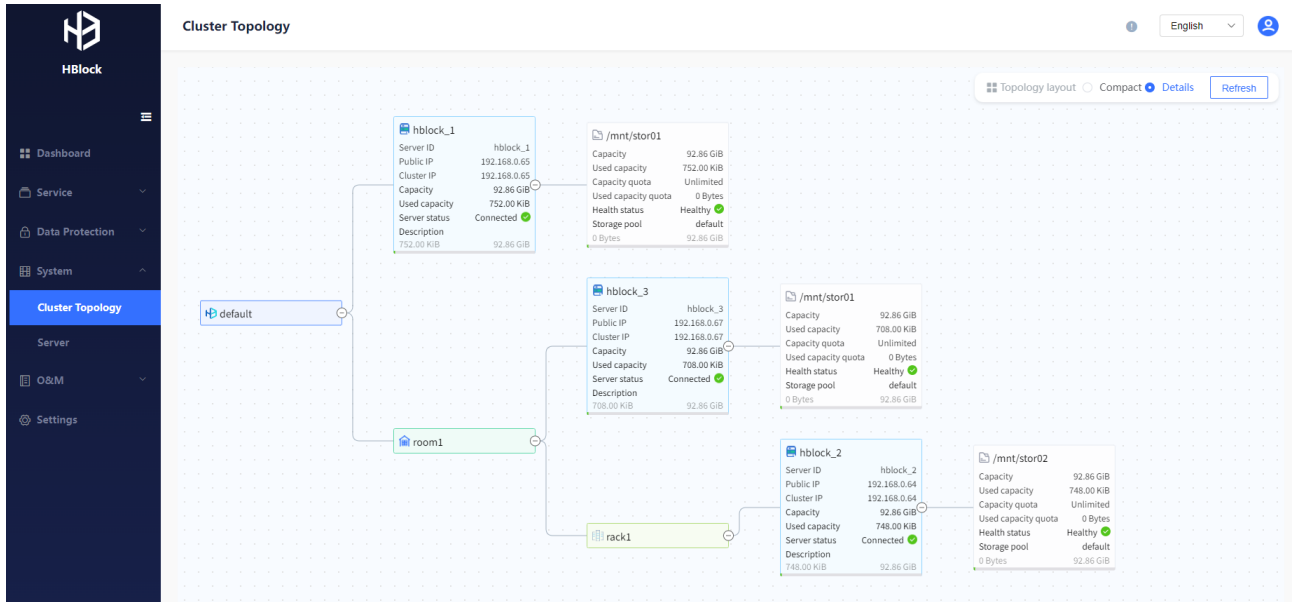 HBlock
Dashboard
Service
Data Protection
System
Cluster Topology
Server
O&M
Settings
Cluster Topology
English
Topology layout Compact Details Refresh
default
hblock_1
Server ID hblock_1
Public IP 192.168.0.65
Cluster IP 192.168.0.65
Capacity 92.86 GiB
Used capacity 752.00 KiB
Server status Connected
Description
752.00 KiB 92.86 GiB
/mnt/stor01
Capacity 92.86 GiB
Used capacity 752.00 KiB
Capacity quota Unlimited
Used capacity quota 0 Bytes
Health status Healthy
Storage pool default
0 Bytes 92.86 GiB
room1
hblock_3
Server ID hblock_3
Public IP 192.168.0.67
Cluster IP 192.168.0.67
Capacity 92.86 GiB
Used capacity 708.00 KiB
Server status Connected
Description
708.00 KiB 92.86 GiB
/mnt/stor01
Capacity 92.86 GiB
Used capacity 708.00 KiB
Capacity quota Unlimited
Used capacity quota 0 Bytes
Health status Healthy
Storage pool default
0 Bytes 92.86 GiB
rack1
hblock_2
Server ID hblock_2
Public IP 192.168.0.64
Cluster IP 192.168.0.64
Capacity 92.86 GiB
Used capacity 748.00 KiB
Server status Connected
Description
748.00 KiB 92.86 GiB
/mnt/stor02
Capacity 92.86 GiB
Used capacity 748.00 KiB
Capacity quota Unlimited
Used capacity quota 0 Bytes
Health status Healthy
Storage pool default
0 Bytes 92.86 GiB